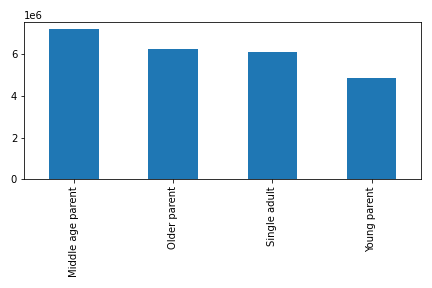 1e6
6
4
2
0
Middle age parent
Older parent
Single adult
Young parent